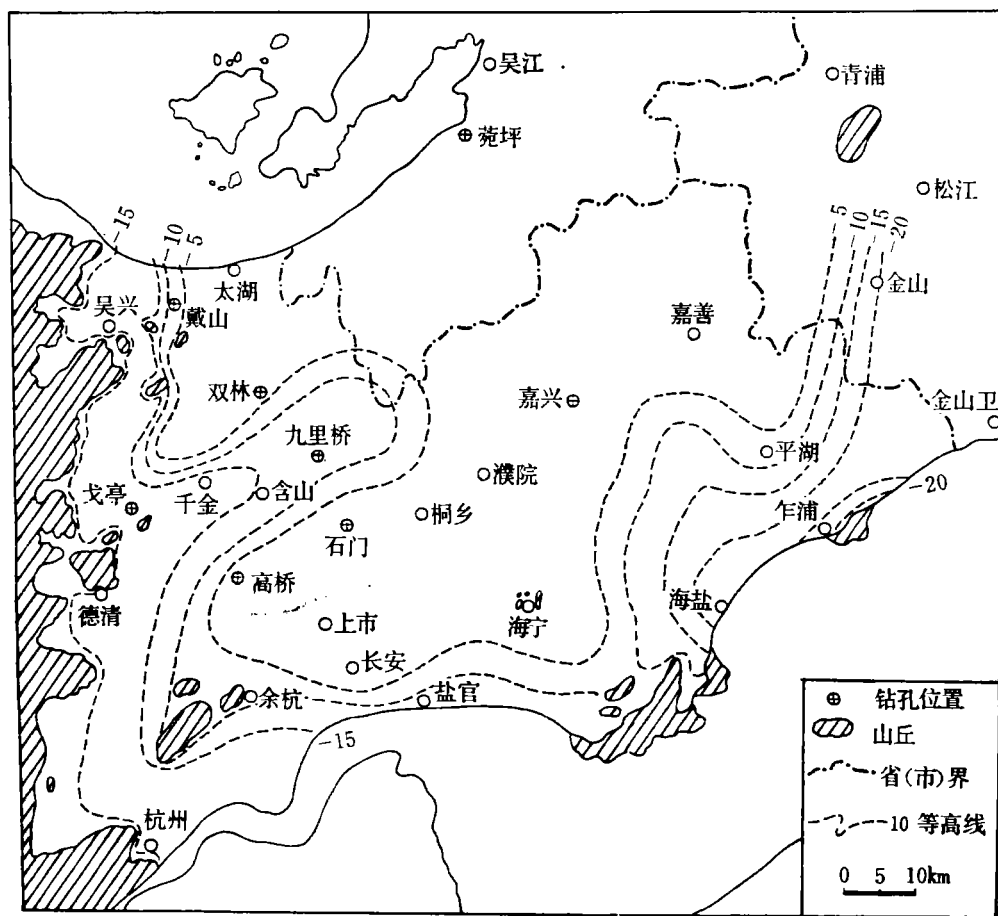 吴江
青浦
菀坪
松江
-15
-10
-5
-5
-10
-15
-20
太湖
金山
吴兴
戴山
嘉善
双林
嘉兴
金山卫
九里桥
平湖
濮院
千金
含山
-20
戈亭
桐乡
乍浦
石门
高桥
德清
海盐
上市
海宁
长安
余杭
盐官
-15
杭州
钻孔位置
山丘
省(市)界
-10 等高线
0 5 10km